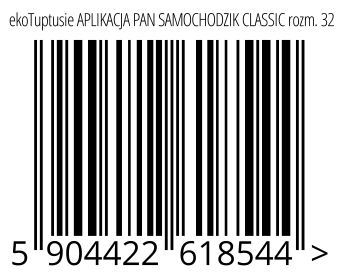 ekoTuptusie APLIKACJA PAN SAMOCHODZIK CLASSIC rozm. 32
5 904422 618544 >